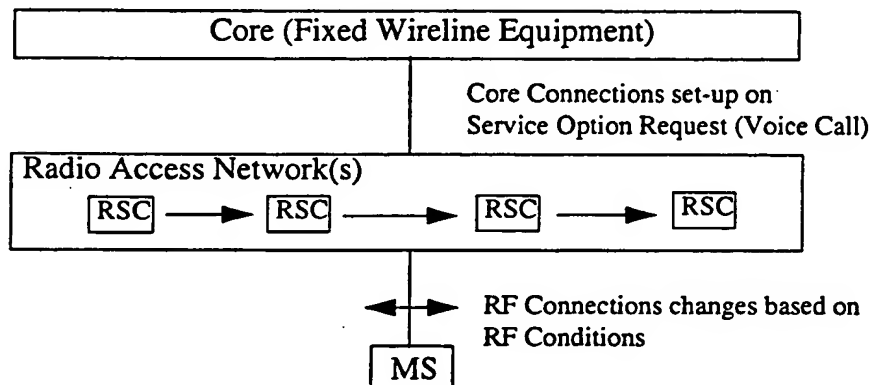 Core (Fixed Wireline Equipment)
Core Connections set-up on
Service Option Request (Voice Call)
Radio Access Network(s)
RSC RSC RSC RSC
RF Connections changes based on
RF Conditions
MS